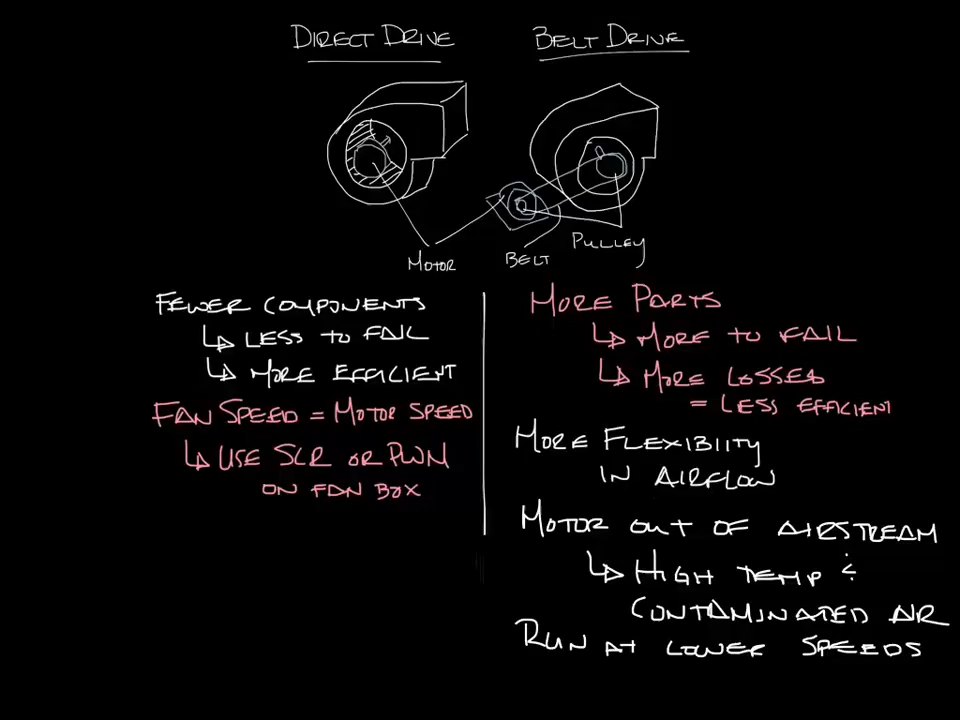 DIRECT DRIVE
BELT DRIVE
MOTOR
BELT
PULLEY
FEWER COMPONENTS
↳ LESS TO FAIL
↳ MORE EFFICIENT
FAN SPEED = MOTOR SPEED
↳ USE SCR OR PWM
ON FAN BOX
MORE PARTS
↳ MORE TO FAIL
↳ MORE LOSSES
= LESS EFFICIENT
MORE FLEXIBIITY
IN AIRFLOW
MOTOR OUT OF AIRSTREAM
↳ HIGH TEMP &
CONTAMINATED AIR
RUN AT LOWER SPEEDS